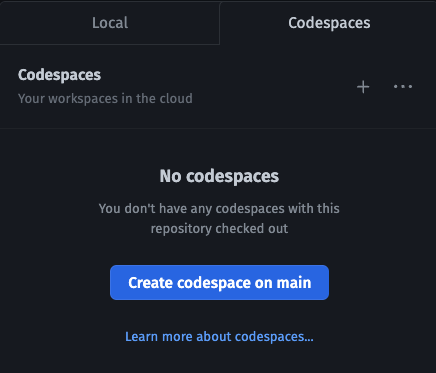 Local
Codespaces
Codespaces
Your workspaces in the cloud
No codespaces
You don't have any codespaces with this
repository checked out
Create codespace on main
Learn more about codespaces...